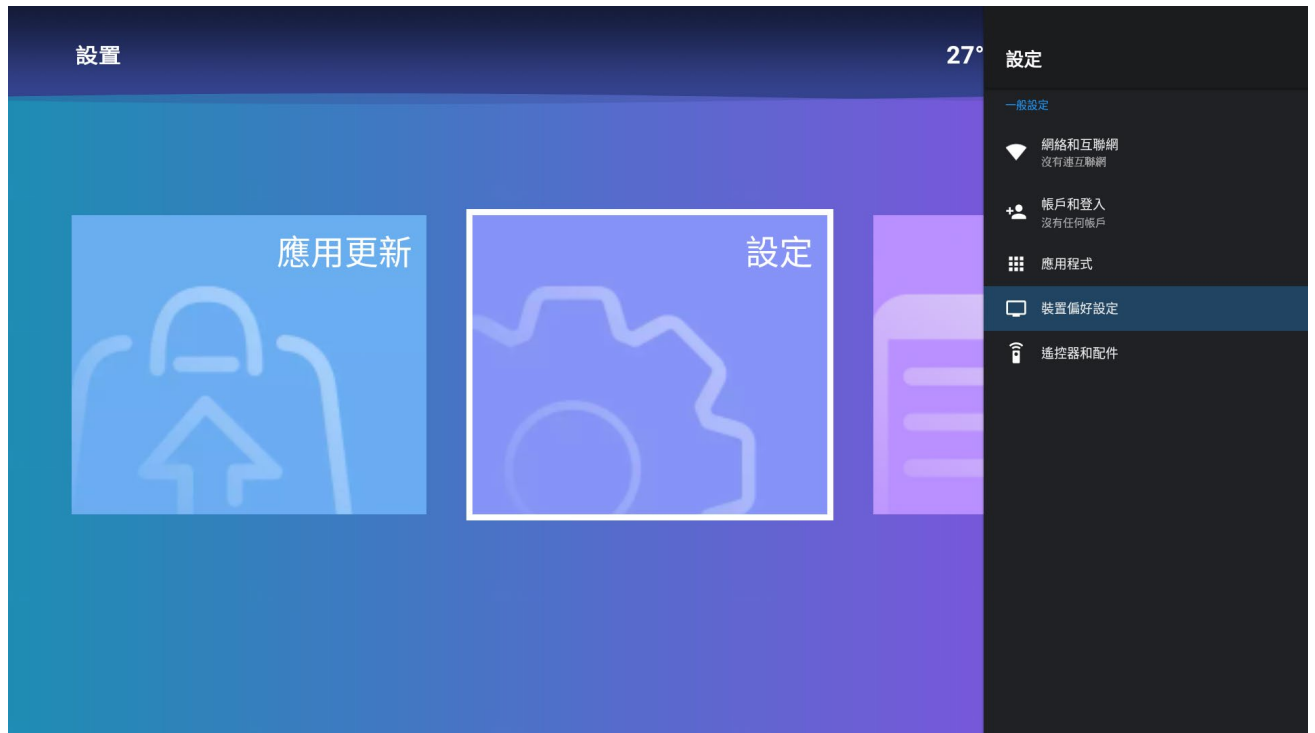 設置
27°
應用更新
設定
設定
一般設定
網絡和互聯網
沒有連互聯網
帳戶和登入
沒有任何帳戶
應用程式
裝置偏好設定
遙控器和配件